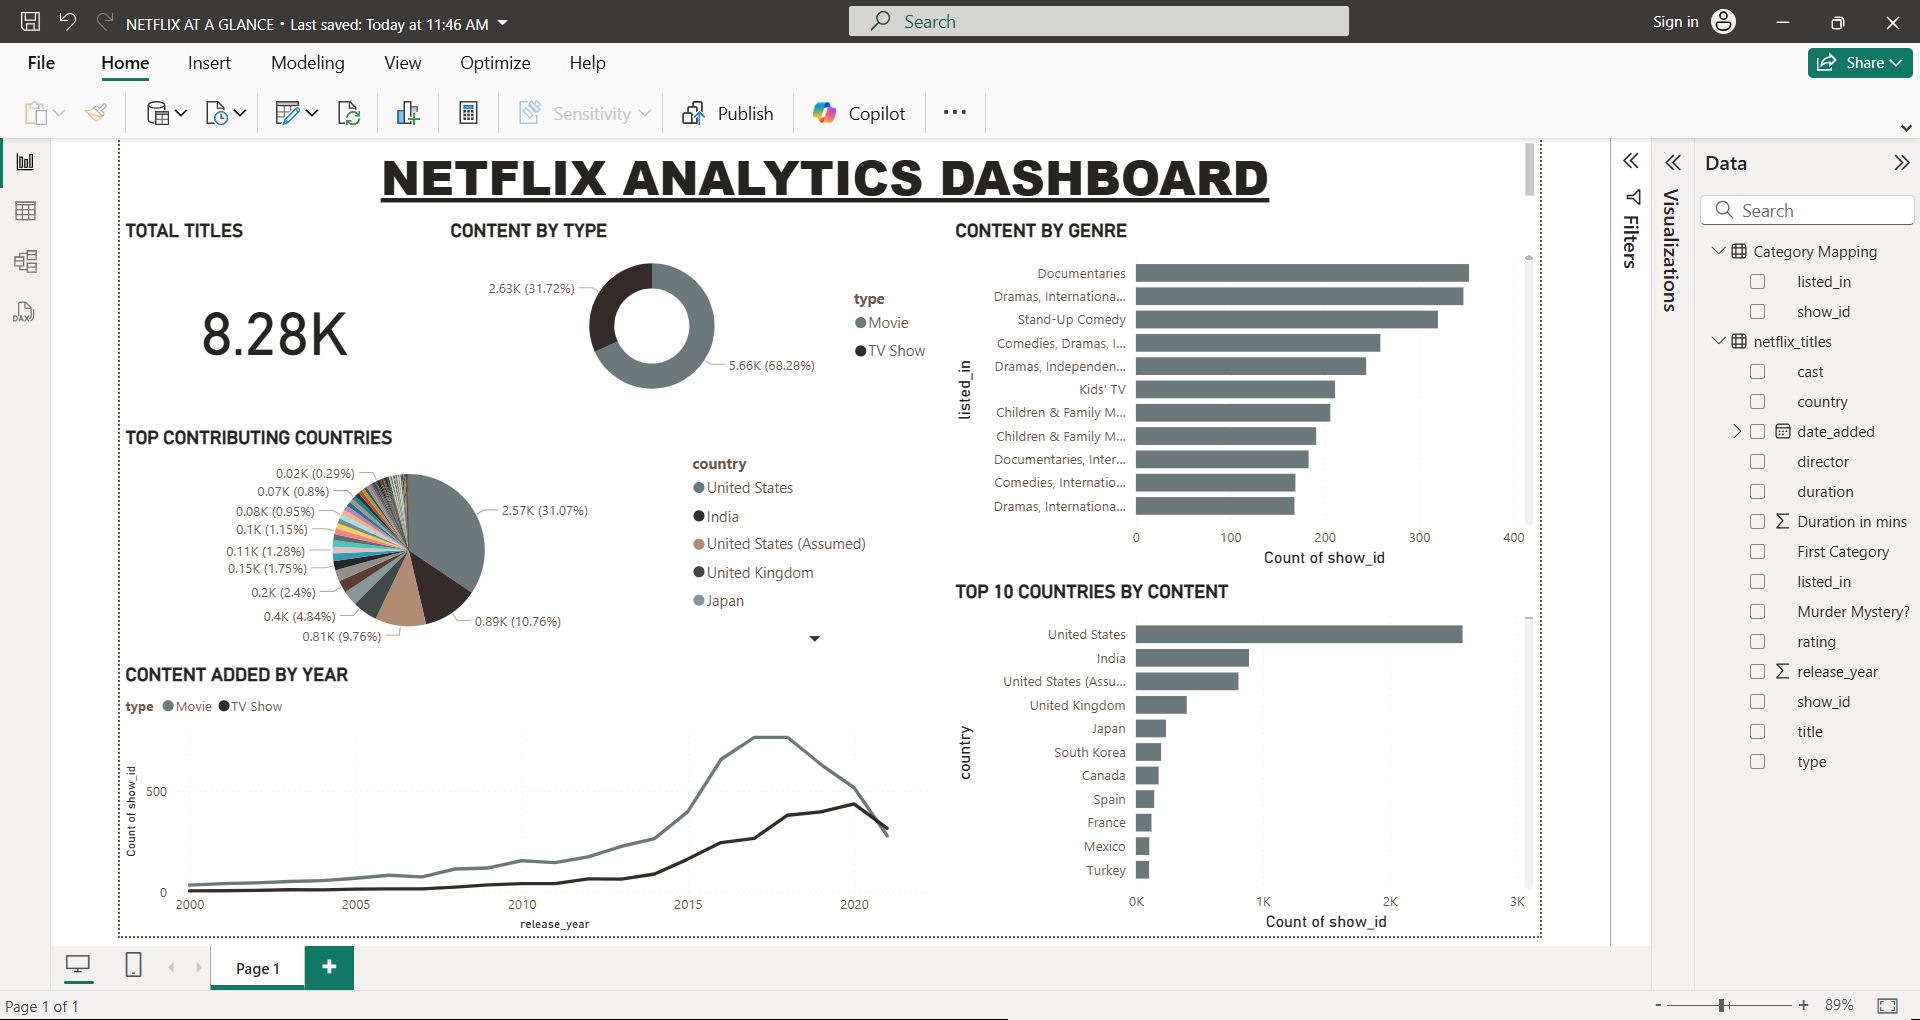 NETFLIX AT A GLANCE • Last saved: Today at 11:46 AM
Search
Sign in
File
Home
Insert
Modeling
View
Optimize
Help
Share
Sensitivity
Publish
Copilot
DAX
NETFLIX ANALYTICS DASHBOARD
TOTAL TITLES
8.28K
CONTENT BY TYPE
2.63K (31.72%)
5.66K (68.28%)
type
Movie
TV Show
CONTENT BY GENRE
listed_in
Documentaries
Dramas, Internationa...
Stand-Up Comedy
Comedies, Dramas, I...
Dramas, Independen...
Kids' TV
Children & Family M...
Children & Family M...
Documentaries, Inter...
Comedies, Internatio...
Dramas, Internationa...
0 100 200 300 400
Count of show_id
TOP CONTRIBUTING COUNTRIES
0.02K (0.29%)
0.07K (0.8%)
0.08K (0.95%)
0.1K (1.15%)
0.11K (1.28%)
0.15K (1.75%)
0.2K (2.4%)
0.4K (4.84%)
0.81K (9.76%)
2.57K (31.07%)
0.89K (10.76%)
country
United States
India
United States (Assumed)
United Kingdom
Japan
TOP 10 COUNTRIES BY CONTENT
country
United States
India
United States (Assu...
United Kingdom
Japan
South Korea
Canada
Spain
France
Mexico
Turkey
0K 1K 2K 3K
Count of show_id
CONTENT ADDED BY YEAR
type Movie TV Show
Count of show_id
500
0
2000 2005 2010 2015 2020
release_year
Filters
Visualizations
Data
Search
Category Mapping
listed_in
show_id
netflix_titles
cast
country
date_added
director
duration
Duration in mins
First Category
listed_in
Murder Mystery?
rating
release_year
show_id
title
type
Page 1
Page 1 of 1
89%